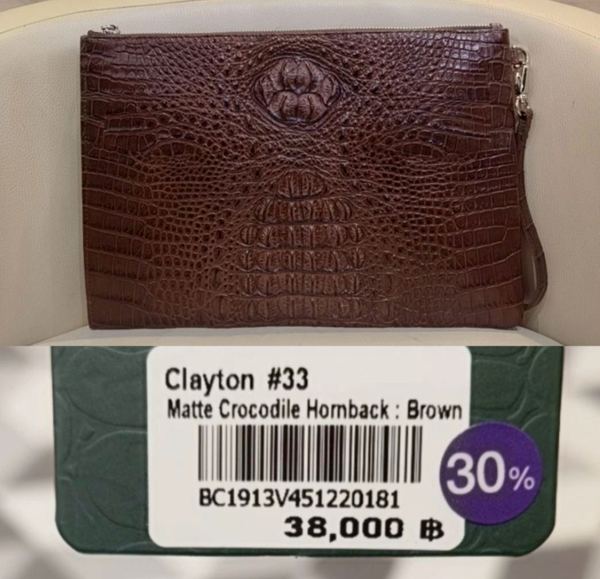 Clayton #33
Matte Crocodile Hornback : Brown
BC1913V451220181
30%
38,000 ฿